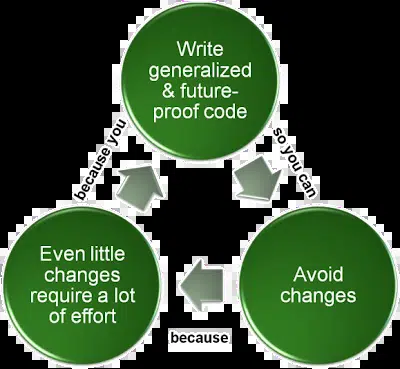 Write
generalized
& future-
proof code
so you can
Avoid
changes
because
Even little
changes
require a lot
of effort
because you